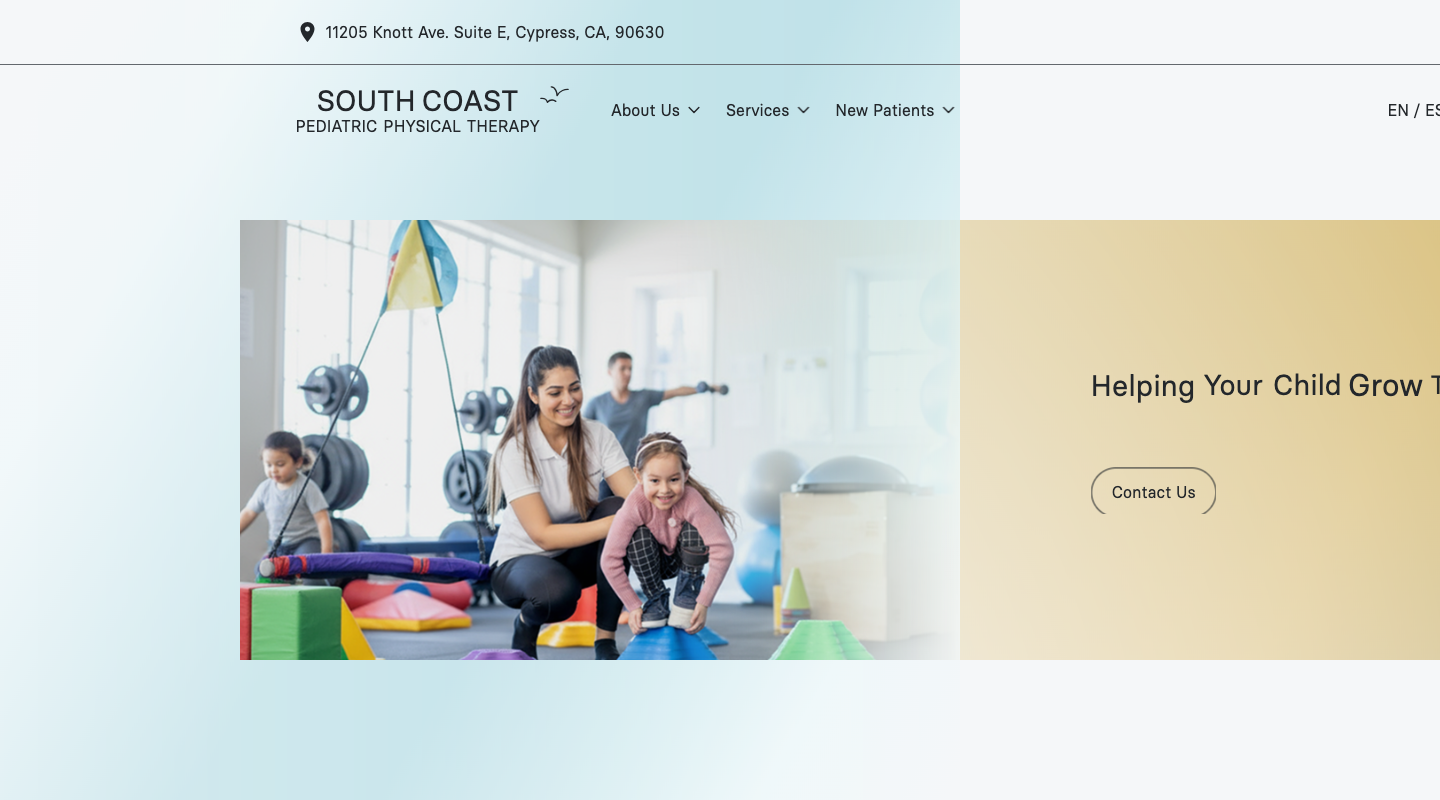 11205 Knott Ave. Suite E, Cypress, CA, 90630
SOUTH COAST
PEDIATRIC PHYSICAL THERAPY
About Us
Services
New Patients
EN / ES
Helping Your Child Grow
Contact Us